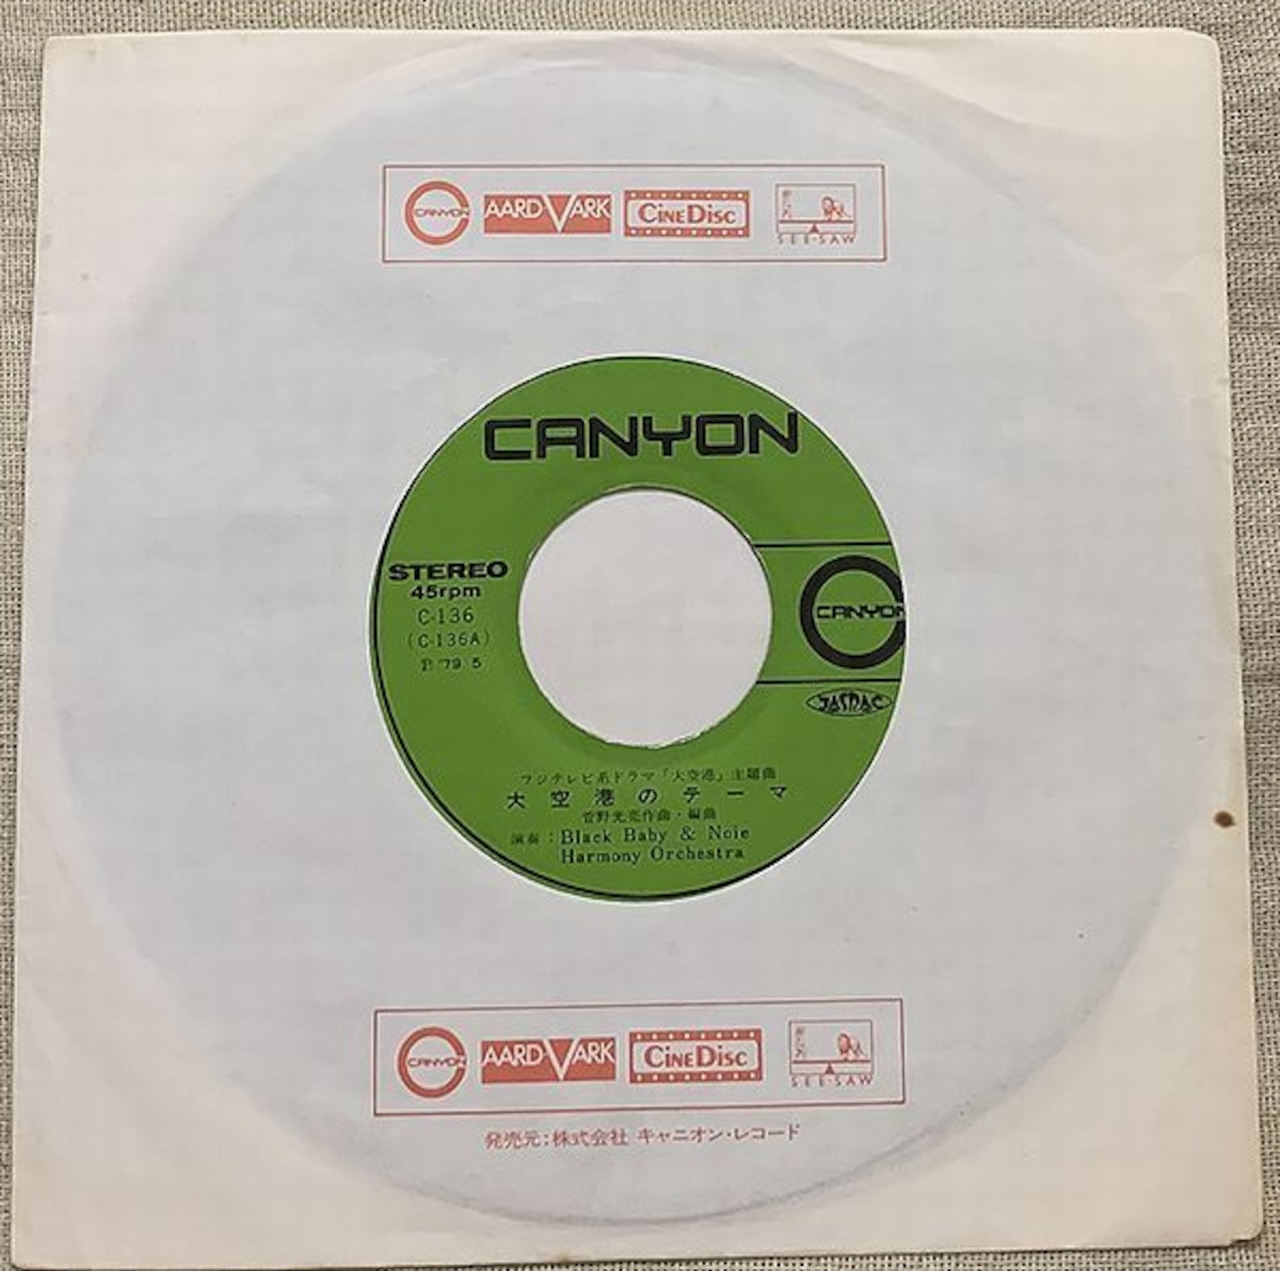 CANYON AARDVARK CINEDISC SEE·SAW
CANYON
STEREO
45rpm
C-136
(C-136A)
℗ '79. 5
CANYON
JASRAC
フジテレビ系ドラマ「大空港」主題曲
大空港のテーマ
菅野光亮作曲・編曲
演奏：Black Baby & Noie
Harmony Orchestra
CANYON AARD-VARK CINEDISC SEE·SAW
発売元：株式会社 キャニオン・レコード